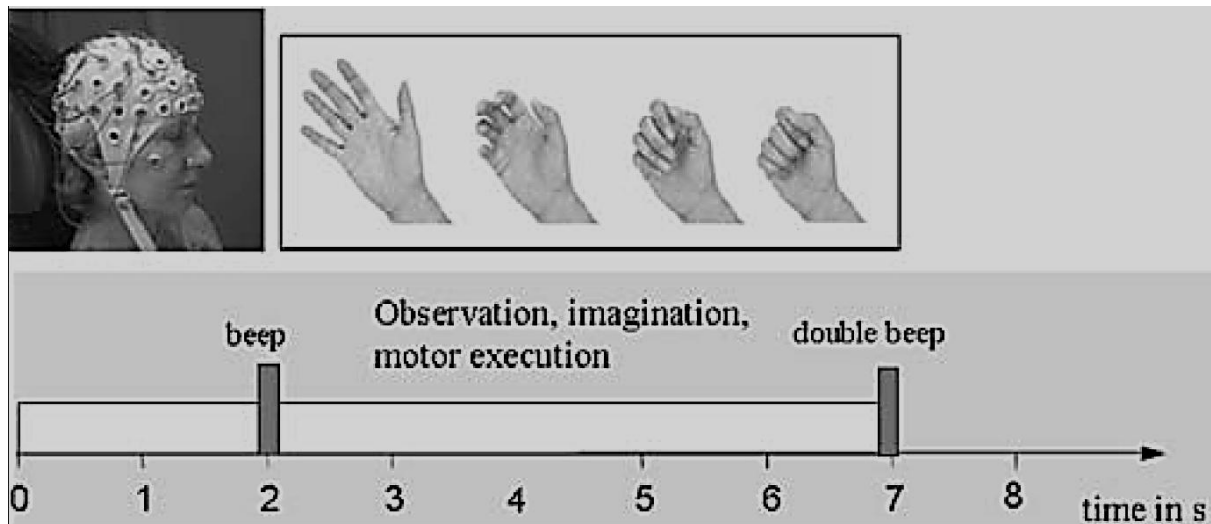 Observation, imagination,
motor execution
beep
double beep
0 1 2 3 4 5 6 7 8
time in s